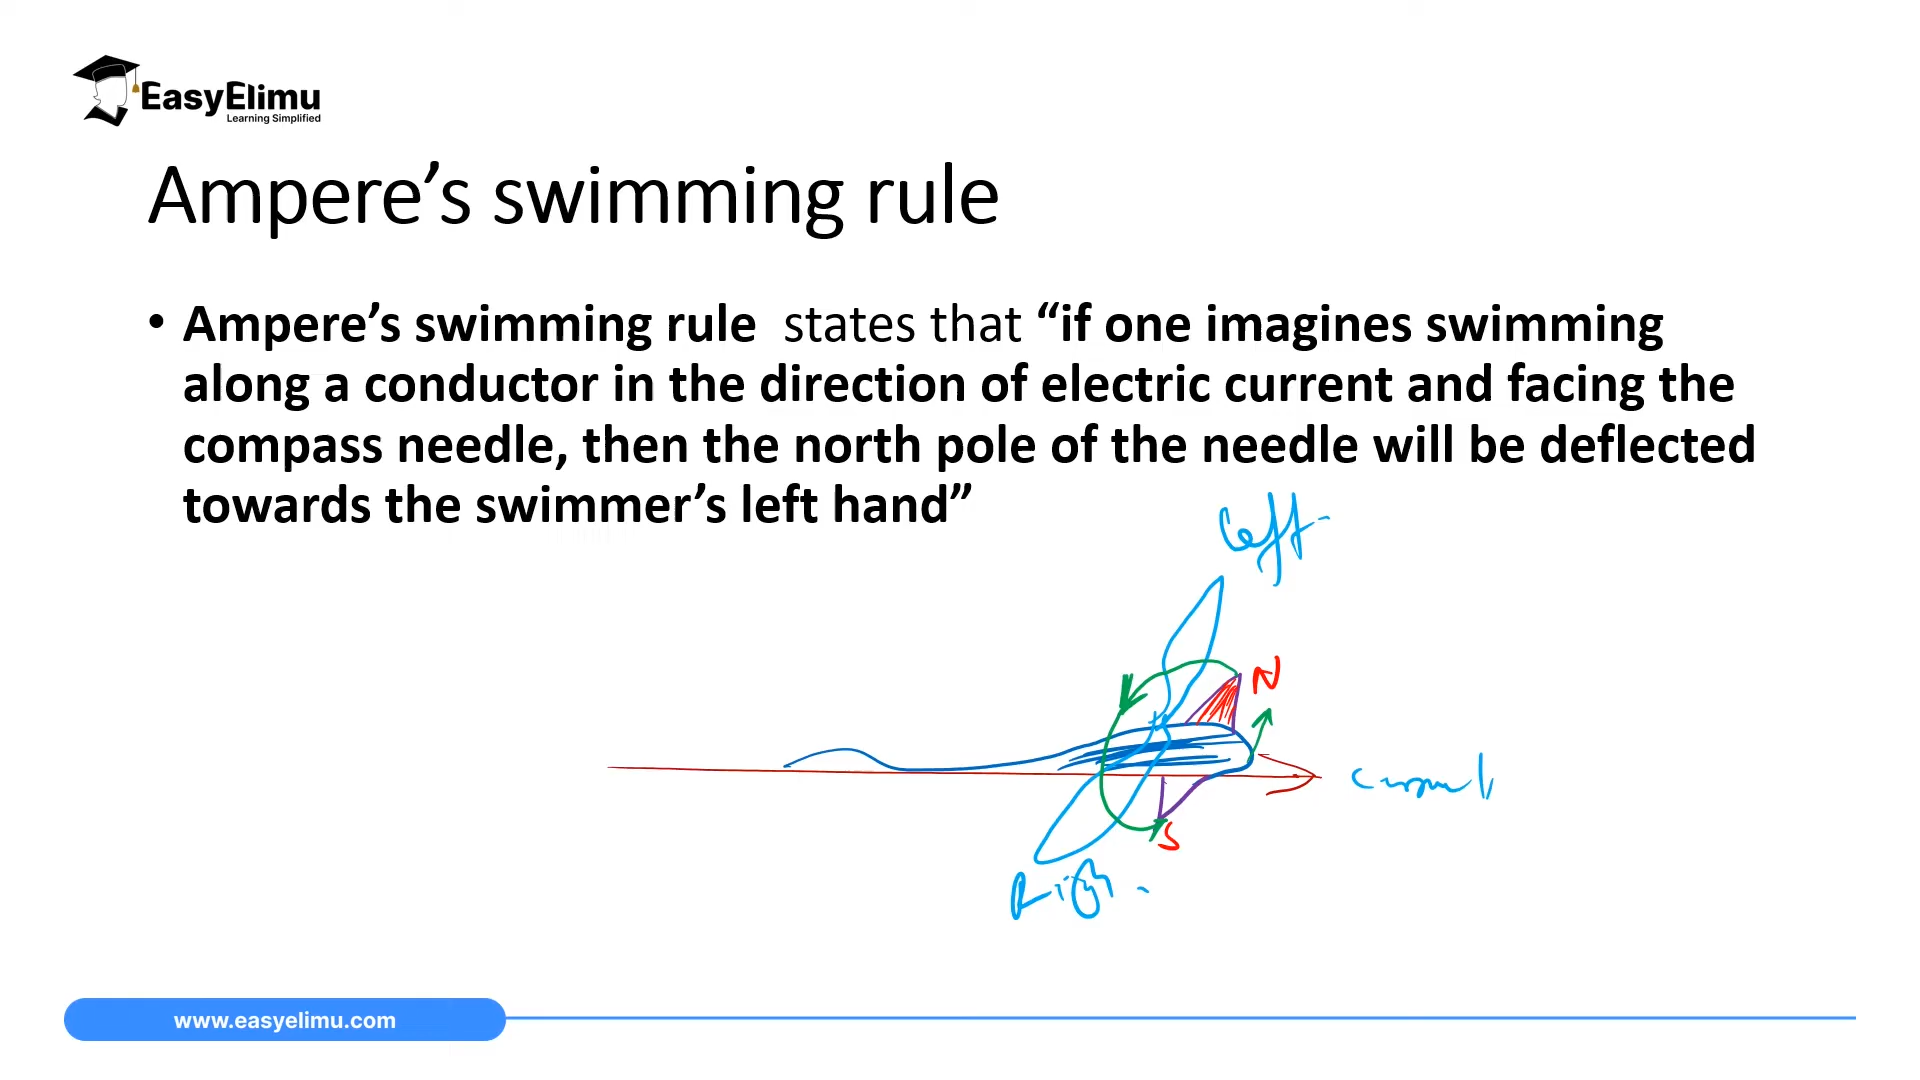 EasyElimu
Learning Simplified
Ampere’s swimming rule
• Ampere’s swimming rule states that “if one imagines swimming
along a conductor in the direction of electric current and facing the
compass needle, then the north pole of the needle will be deflected
towards the swimmer’s left hand”
Left
N
S
www.easyelimu.com